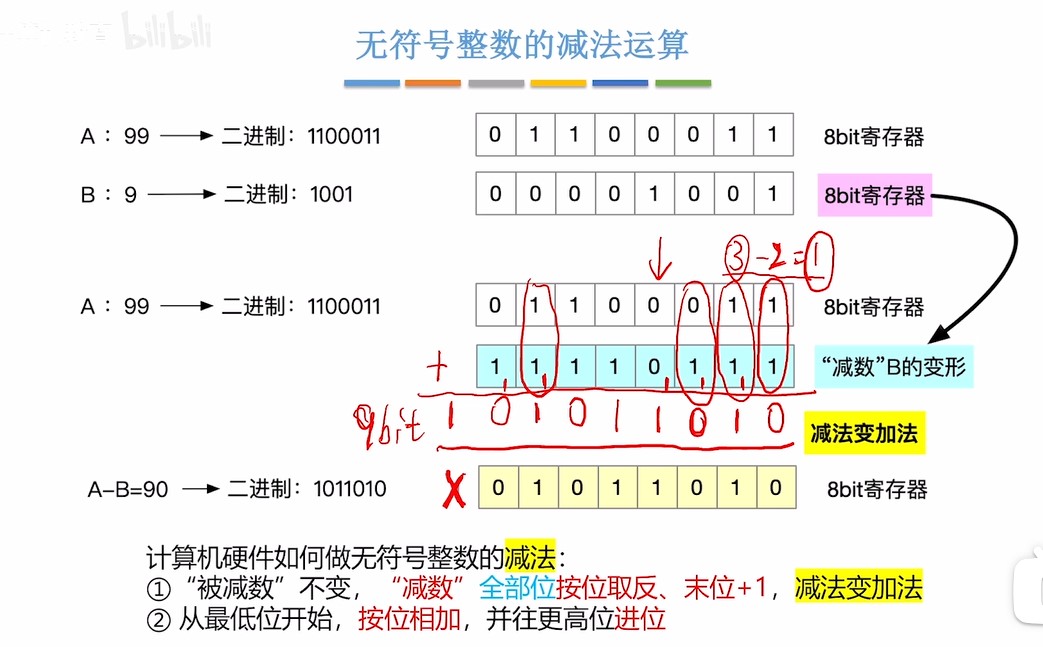 bilibili
无符号整数的减法运算
A : 99 → 二进制: 1100011 0 1 1 0 0 0 1 1 8bit寄存器
B : 9 → 二进制: 1001 0 0 0 0 1 0 0 1 8bit寄存器
3-2=1
A : 99 → 二进制: 1100011 0 1 1 0 0 0 1 1 8bit寄存器
+ 1 1 1 1 0 1 1 1 “减数”B的变形
9bit 1 0 1 0 1 1 0 1 0 减法变加法
A-B=90 → 二进制: 1011010 X 0 1 0 1 1 0 1 0 8bit寄存器
计算机硬件如何做无符号整数的减法:
① “被减数”不变, “减数”全部位按位取反、末位+1, 减法变加法
② 从最低位开始, 按位相加, 并往更高位进位